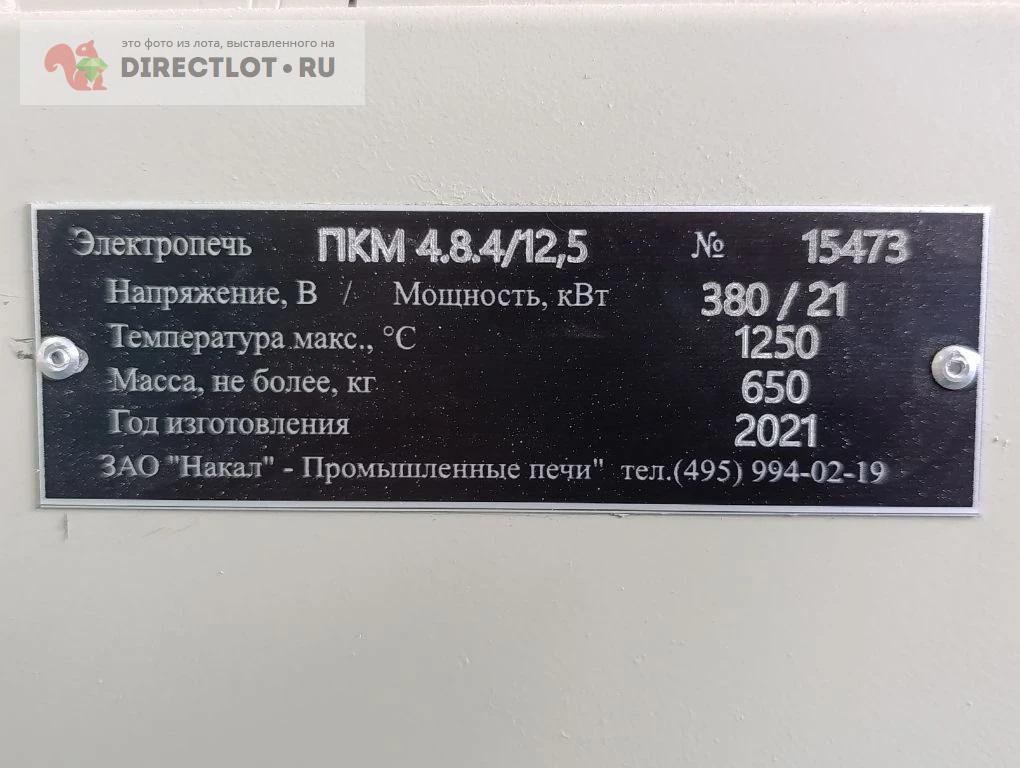 это фото из лота, выставленного на
DIRECTLOT•RU
Электропечь ПКМ 4.8.4/12,5 № 15473
Напряжение, В / Мощность, кВт 380 / 21
Температура макс., °С 1250
Масса, не более, кг 650
Год изготовления 2021
ЗАО "Накал" - Промышленные печи" тел.(495) 994-02-19